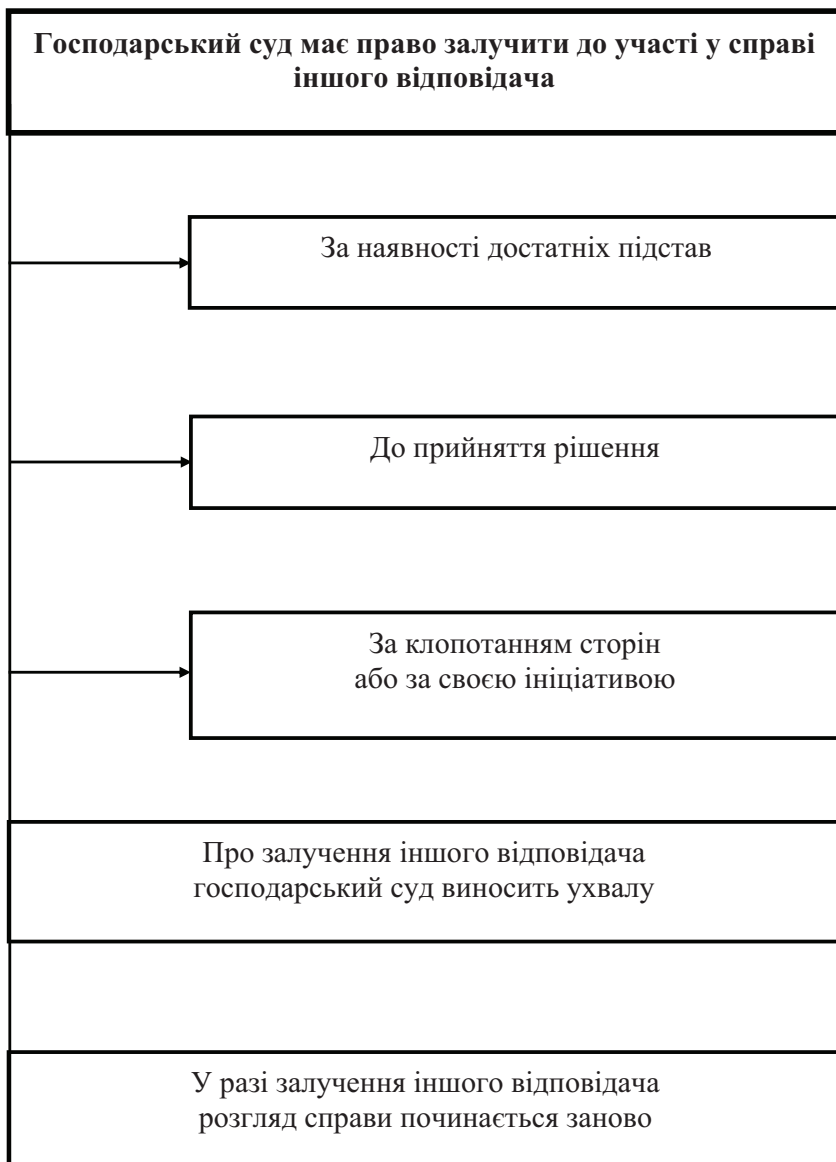 Господарський суд має право залучити до участі у справі
іншого відповідача
За наявності достатніх підстав
До прийняття рішення
За клопотанням сторін
або за своєю ініціативою
Про залучення іншого відповідача
господарський суд виносить ухвалу
У разі залучення іншого відповідача
розгляд справи починається заново